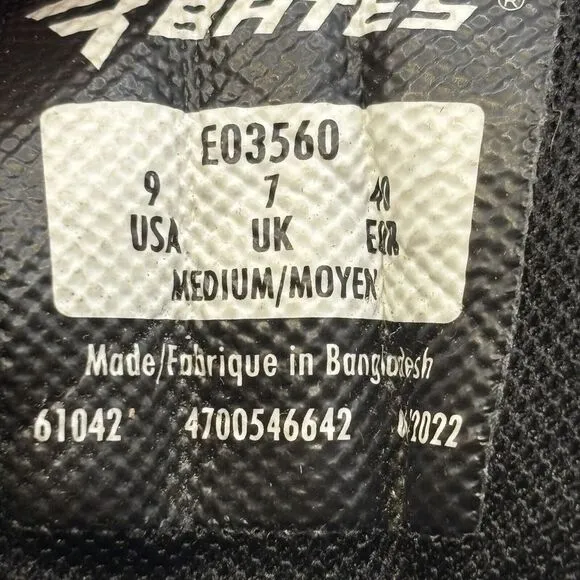 BATES®
E03560
9 7 40
USA UK EUR
MEDIUM/MOYEN
Made/Fabrique in Bangladesh
61042 4700546642 2022